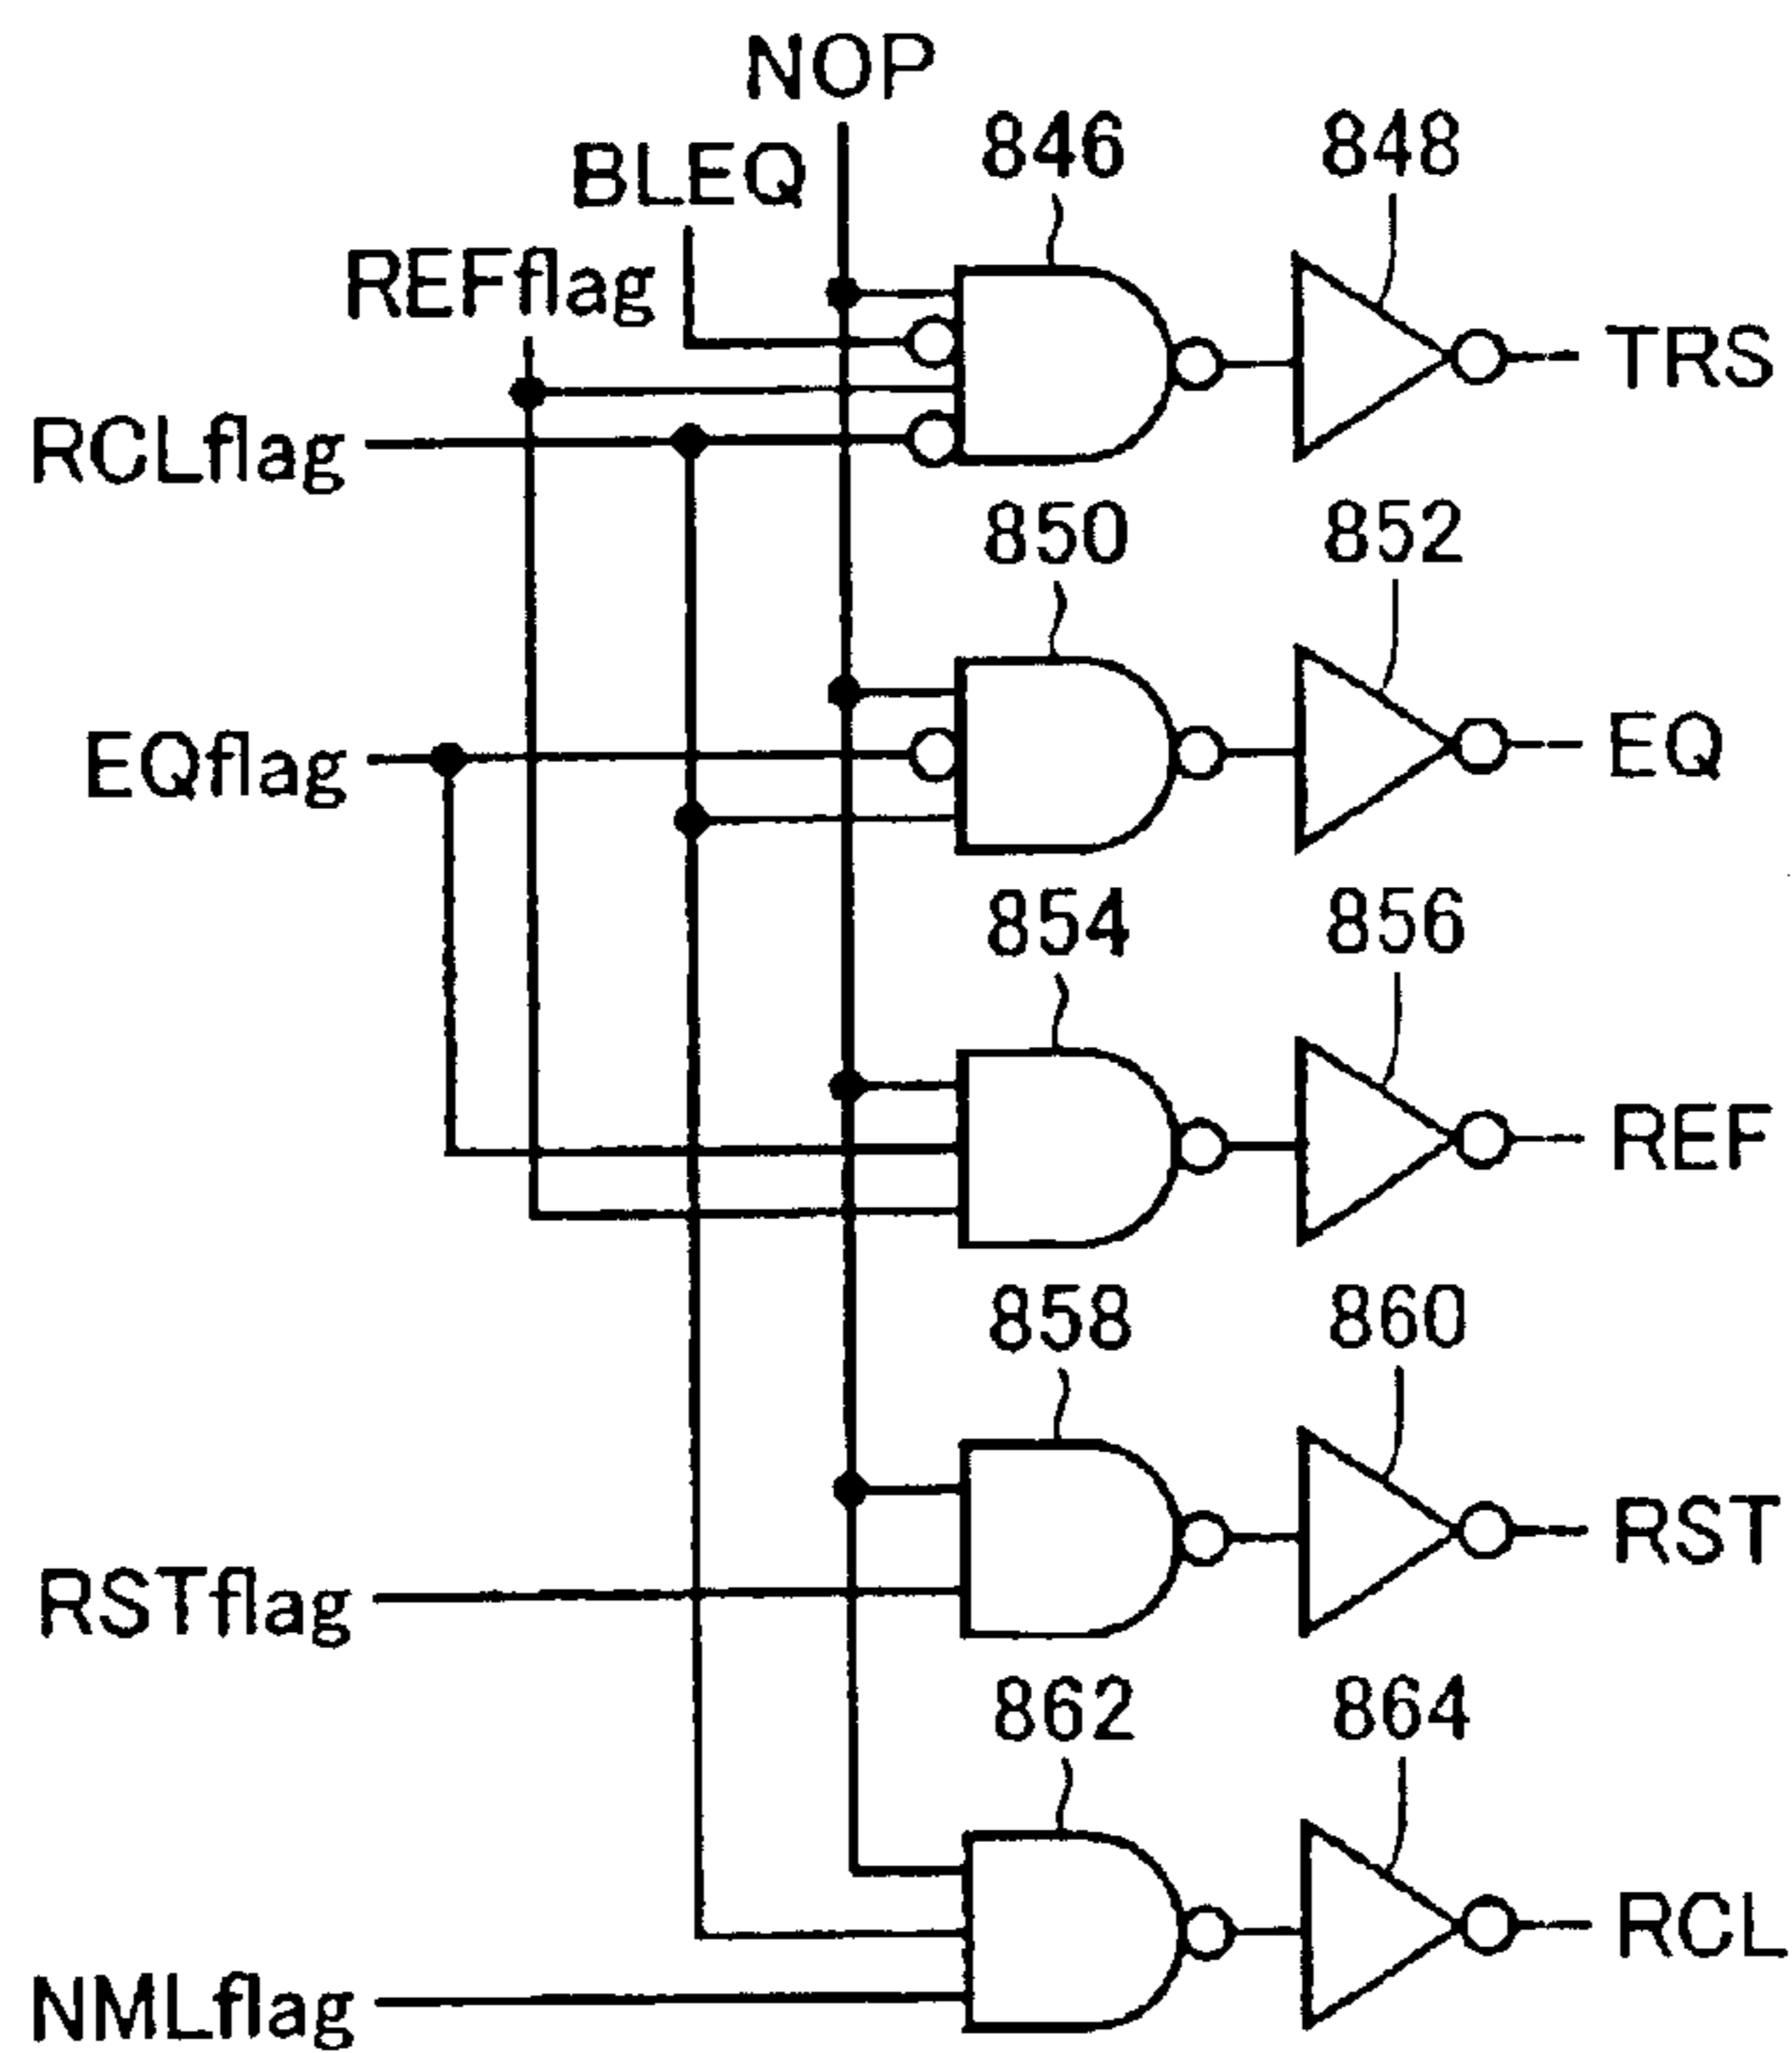 NOP
846
848
BLEQ
REFflag
TRS
RCLflag
850
852
EQflag
EQ
854
856
REF
858
860
RST
RSTflag
862
864
RCL
NMLflag